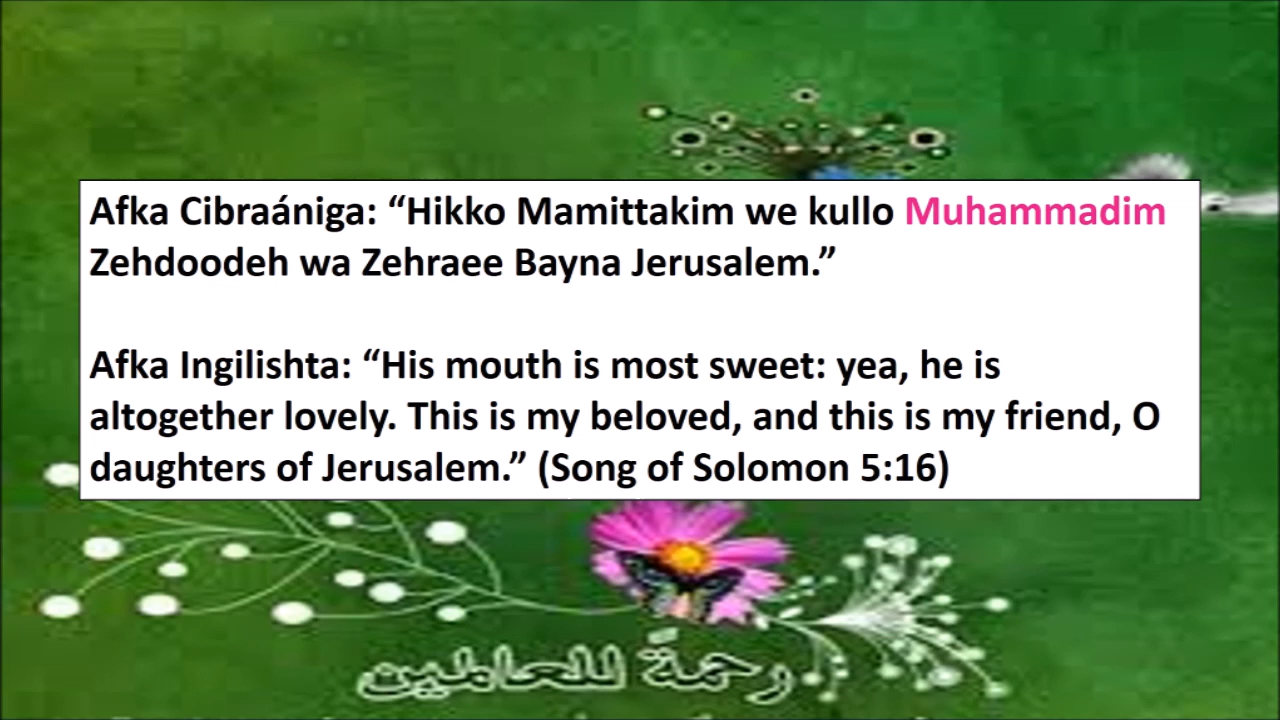 Afka Cibraániga: “Hikko Mamittakim we kullo Muhammadim
Zehdoodeh wa Zehraee Bayna Jerusalem.”
Afka Ingilishta: “His mouth is most sweet: yea, he is
altogether lovely. This is my beloved, and this is my friend, O
daughters of Jerusalem.” (Song of Solomon 5:16)
رحمةً للعالمين